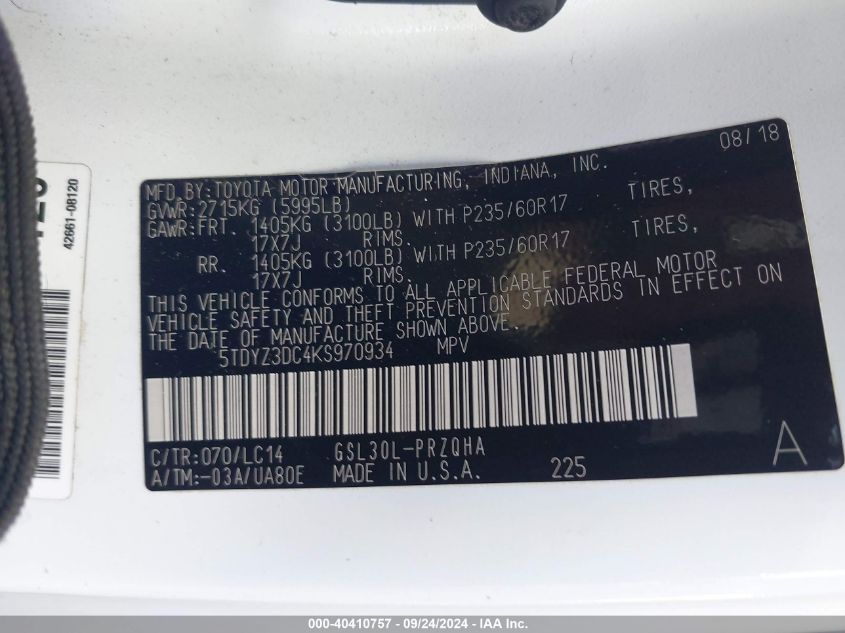 08/18
MFD. BY: TOYOTA MOTOR MANUFACTURING, INDIANA, INC.
GVWR: 2715KG (5995LB)
GAWR: FRT. 1405KG (3100LB) WITH P235/60R17 TIRES,
17X7J RIMS.
RR. 1405KG (3100LB) WITH P235/60R17 TIRES,
17X7J RIMS.
THIS VEHICLE CONFORMS TO ALL APPLICABLE FEDERAL MOTOR
VEHICLE SAFETY AND THEFT PREVENTION STANDARDS IN EFFECT ON
THE DATE OF MANUFACTURE SHOWN ABOVE.
5TDYZ3DC4KS970934 MPV
C/TR: 070/LC14 GSL30L-PRZQHA
A/TM: -03A/UA80E MADE IN U.S.A. 225 A
42661-08120
000-40410757 - 09/24/2024 - IAA Inc.